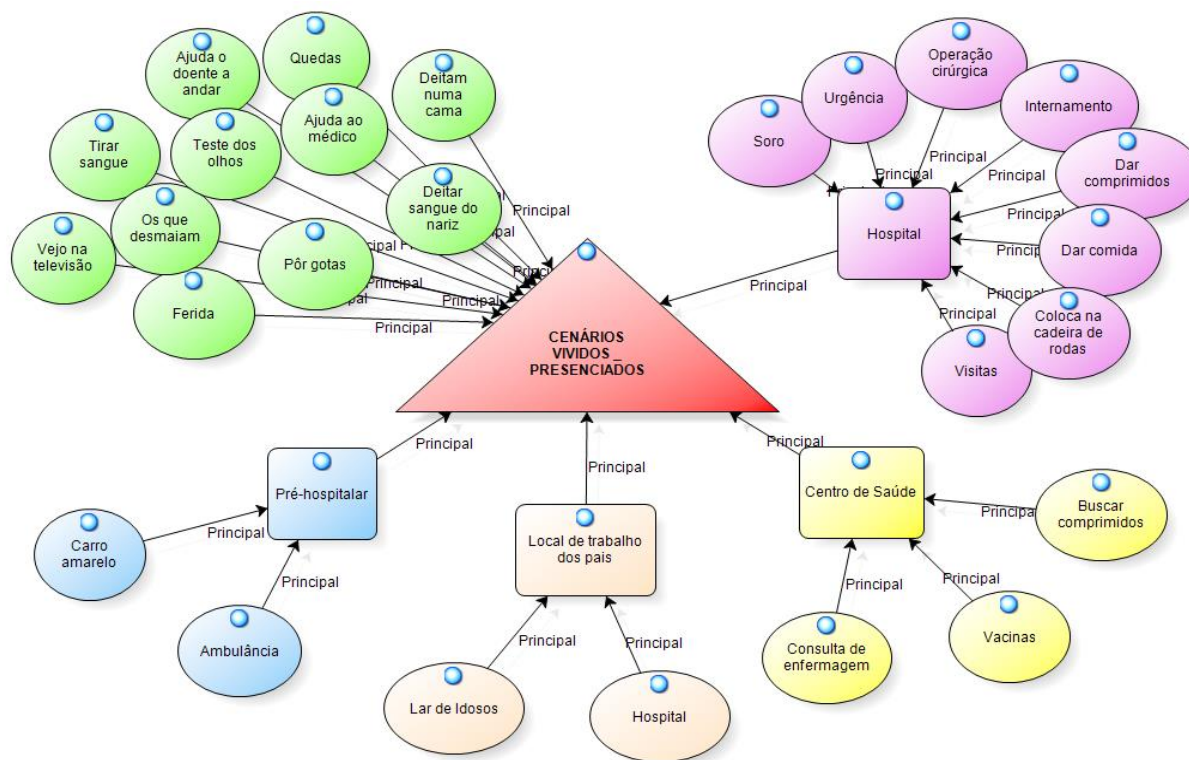 Ajuda o
doente a
andar
Quedas
Deitam
numa
cama
Tirar
sangue
Teste dos
olhos
Ajuda ao
médico
Vejo na
televisão
Os que
desmaiam
Pôr gotas
Deitar
sangue do
nariz
Ferida
Principal
Principal
Soro
Urgência
Operação
cirúrgica
Internamento
Dar
comprimidos
Dar comida
Coloca na
cadeira de
rodas
Visitas
Hospital
Principal
Principal
Principal
Principal
Principal
Principal
Principal
Principal
CENÁRIOS
VIVIDOS _
PRESENCIADOS
Principal
Principal
Principal
Pré-hospitalar
Carro
amarelo
Principal
Ambulância
Principal
Local de trabalho
dos pais
Principal
Principal
Lar de Idosos
Hospital
Centro de Saúde
Buscar
comprimidos
Principal
Principal
Principal
Consulta de
enfermagem
Vacinas